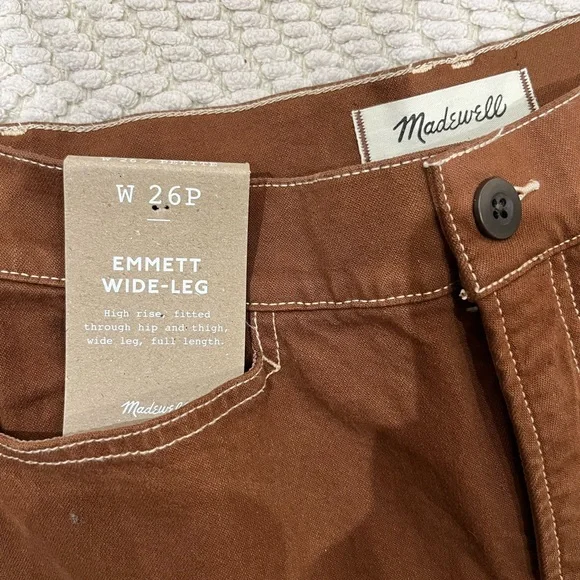 Madewell
W 26P
EMMETT
WIDE-LEG
High rise, fitted
through hip and thigh,
wide leg, full length.
Madewell